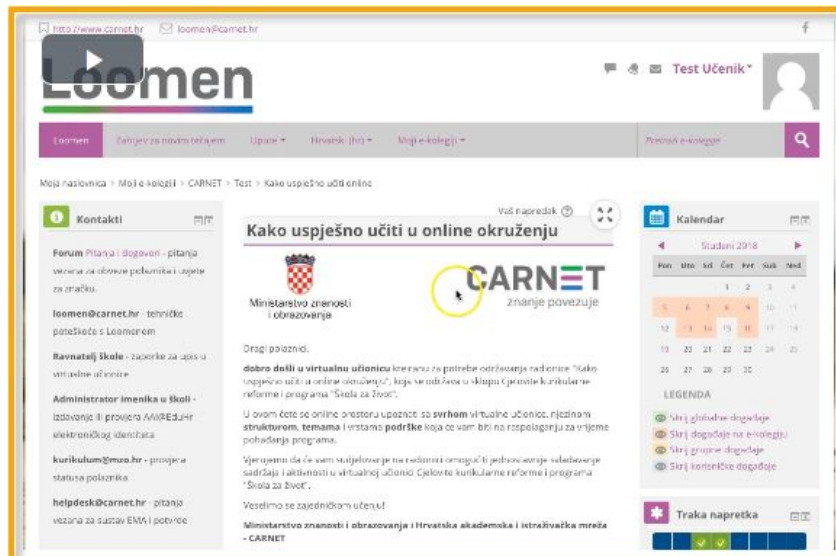 http://www.carnet.hr loomen@carnet.hr
Loomen
Test Učenik
Loomen Zahtjev za novim tečajem Upute Hrvatski (hr) Moji e-kolegiji
Pretraži e-kolegije
Moja naslovnica > Moji e-kolegiji > CARNET > Test > Kako uspješno učiti online
Kontakti
Forum Pitanja i dogovori - pitanja
vezana za obveze polaznika i uvjete
za značku.
loomen@carnet.hr - tehničke
poteškoće s Loomenom
Ravnatelj škole - zaporke za upis u
virtualne učionice
Administrator imenika u školi -
izdavanje ili provjera AAI@EduHr
elektroničkog identiteta
kurikulum@mzo.hr - provjera
statusa polaznika
helpdesk@carnet.hr - pitanja
vezana za sustav EMA i potvrde
Vaš napredak
Kako uspješno učiti u online okruženju
Ministarstvo znanosti
i obrazovanja
CARNET
znanje povezuje
Dragi polaznici,
dobro došli u virtualnu učionicu kreiranu za potrebe održavanja radionice "Kako
uspješno učiti u online okruženju", koja se održava u sklopu Cjelovite kurikularne
reforme i programa "Škola za život".
U ovom ćete se online prostoru upoznati sa svrhom virtualne učionice, njezinom
strukturom, temama i vrstama podrške koja će vam biti na raspolaganju za vrijeme
pohađanja programa.
Vjerujemo da će vam sudjelovanje na radionici omogućiti jednostavnije svladavanje
sadržaja i aktivnosti u virtualnoj učionici Cjelovite kurikularne reforme i programa
"Škola za život".
Veselimo se zajedničkom učenju!
Ministarstvo znanosti i obrazovanja i Hrvatska akademska i istraživačka mreža
- CARNET
Kalendar
Studeni 2018
Pon Uto Sri Čet Pet Sub Ned
1 2 3 4
5 6 7 8 9 10 11
12 13 14 15 16 17 18
19 20 21 22 23 24 25
26 27 28 29 30
LEGENDA
Skrij globalne događaje
Skrij događaje na e-kolegiju
Skrij grupne događaje
Skrij korisničke događaje
Traka napretka